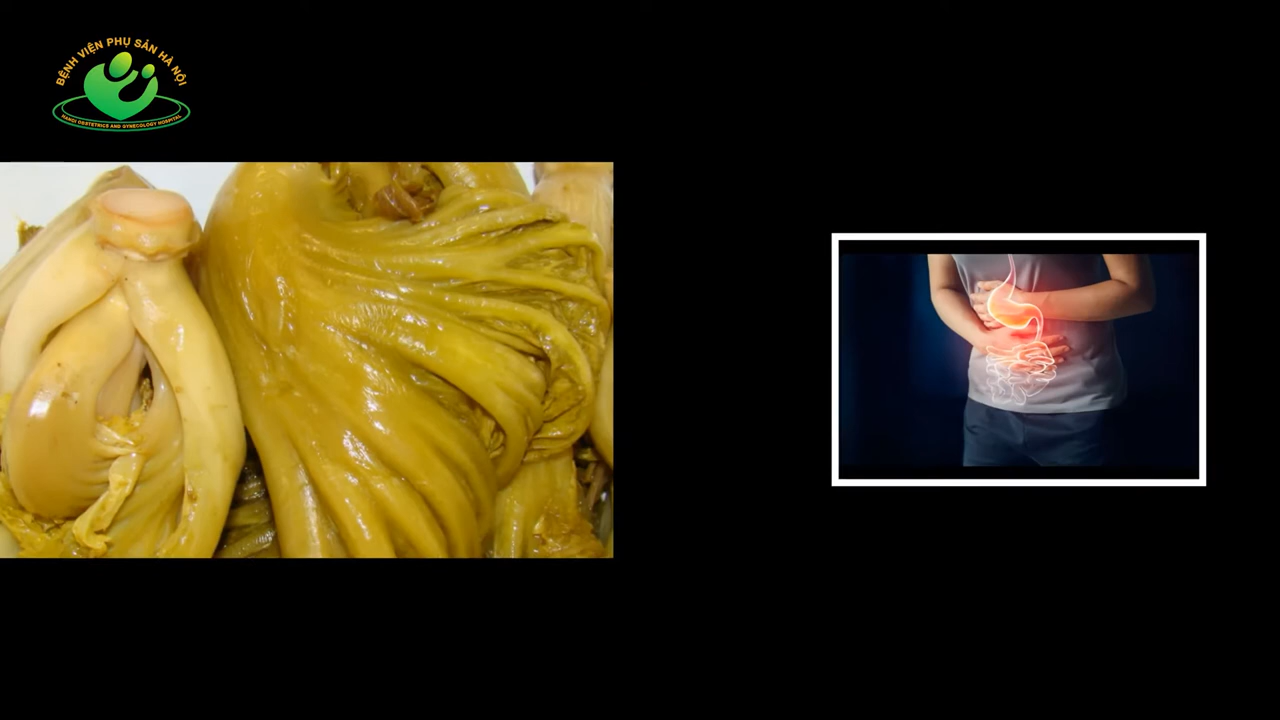 BỆNH VIỆN PHỤ SẢN HÀ NỘI
HANOI OBSTETRICS AND GYNECOLOGY HOSPITAL